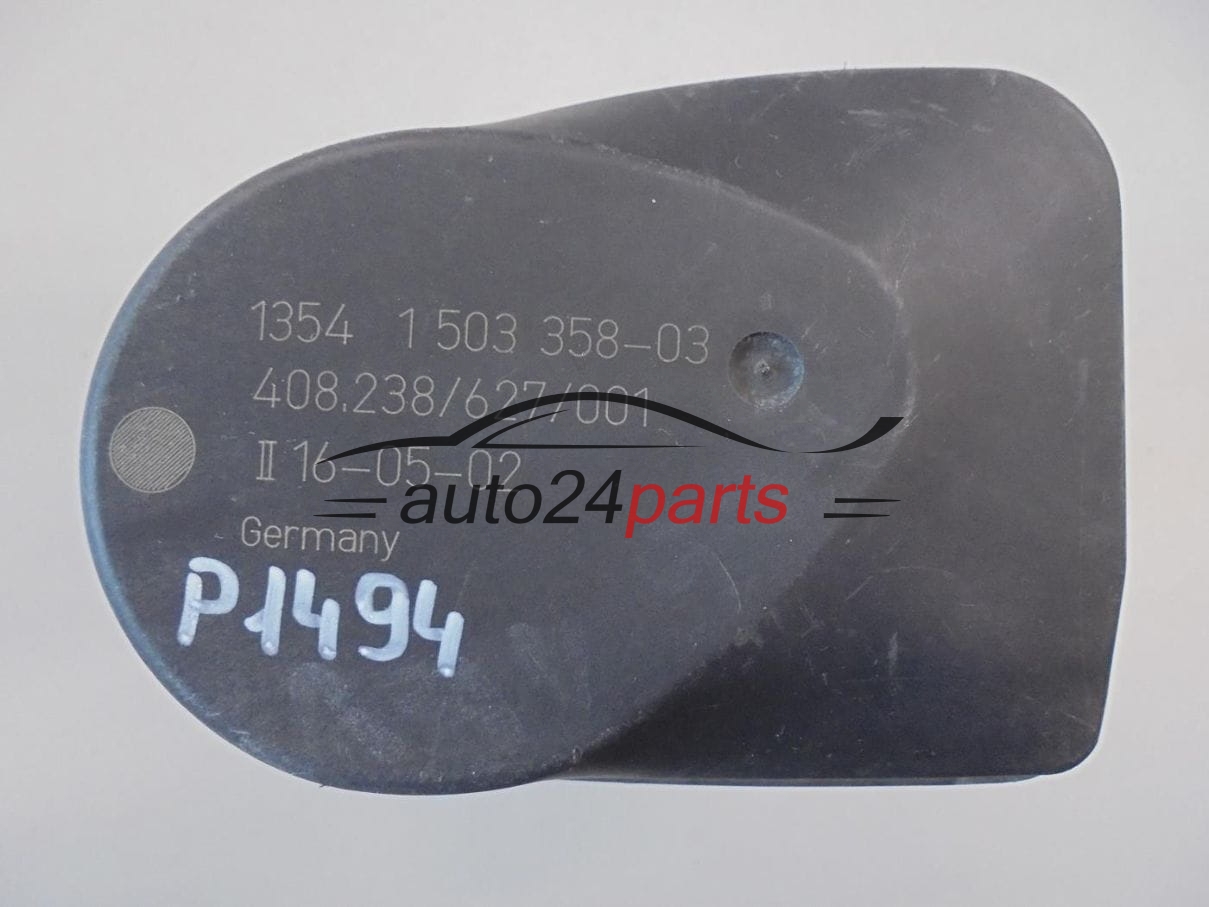 1354 1 503 358-03
408.238/627/001
II 16-05-02
auto24parts
Germany
P1494